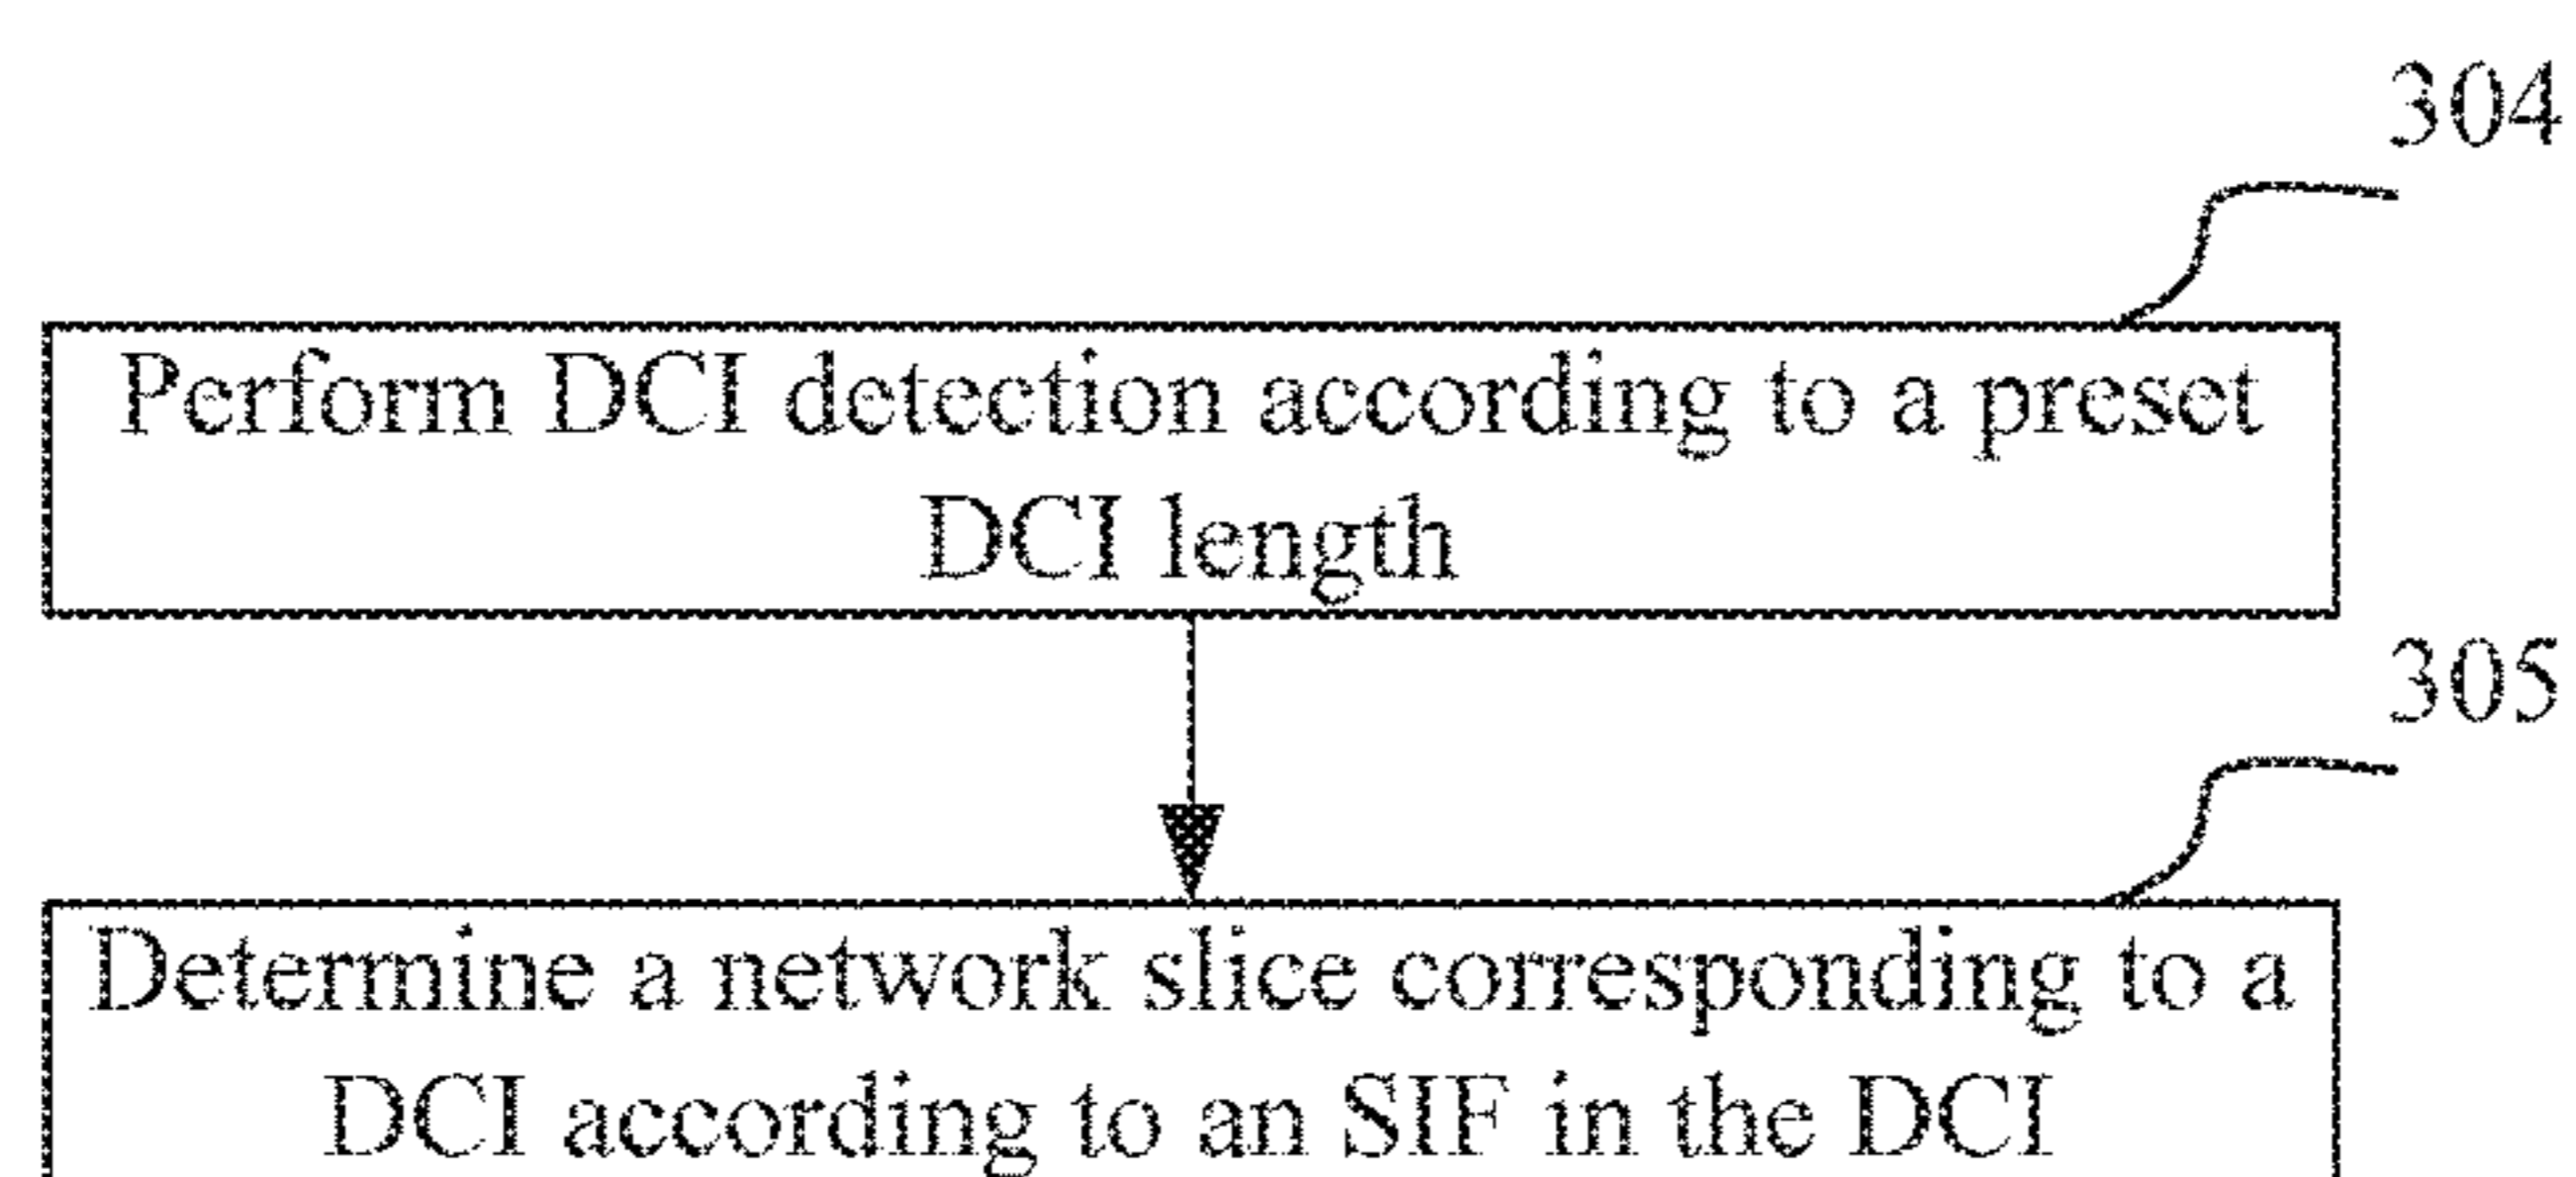 304
Perform DCI detection according to a preset
DCI length
305
Determine a network slice corresponding to a
DCI according to an SIF in the DCI